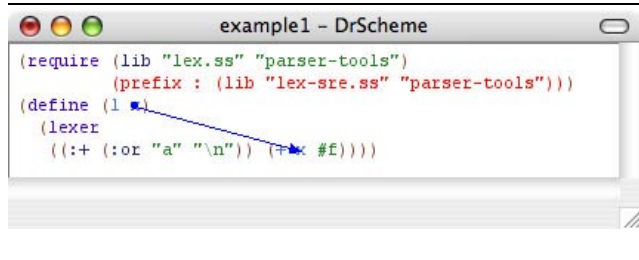 example1 - DrScheme
(require (lib "lex.ss" "parser-tools")
(prefix : (lib "lex-sre.ss" "parser-tools")))
(define (l x)
(lexer
((:+ (:or "a" "\n")) (+ x #f))))